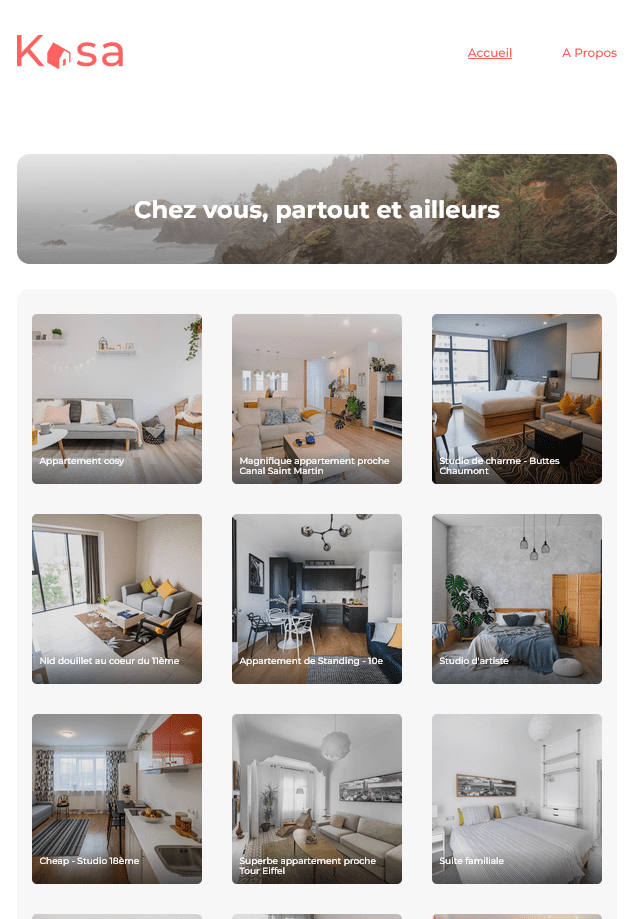 Kasa
Accueil
A Propos
Chez vous, partout et ailleurs
Appartement cosy
Magnifique appartement proche
Canal Saint Martin
Studio de charme - Buttes
Chaumont
Nid douillet au coeur du 11ème
Appartement de Standing - 10e
Studio d'artiste
Cheap - Studio 18ème
Superbe appartement proche
Tour Eiffel
Suite familiale